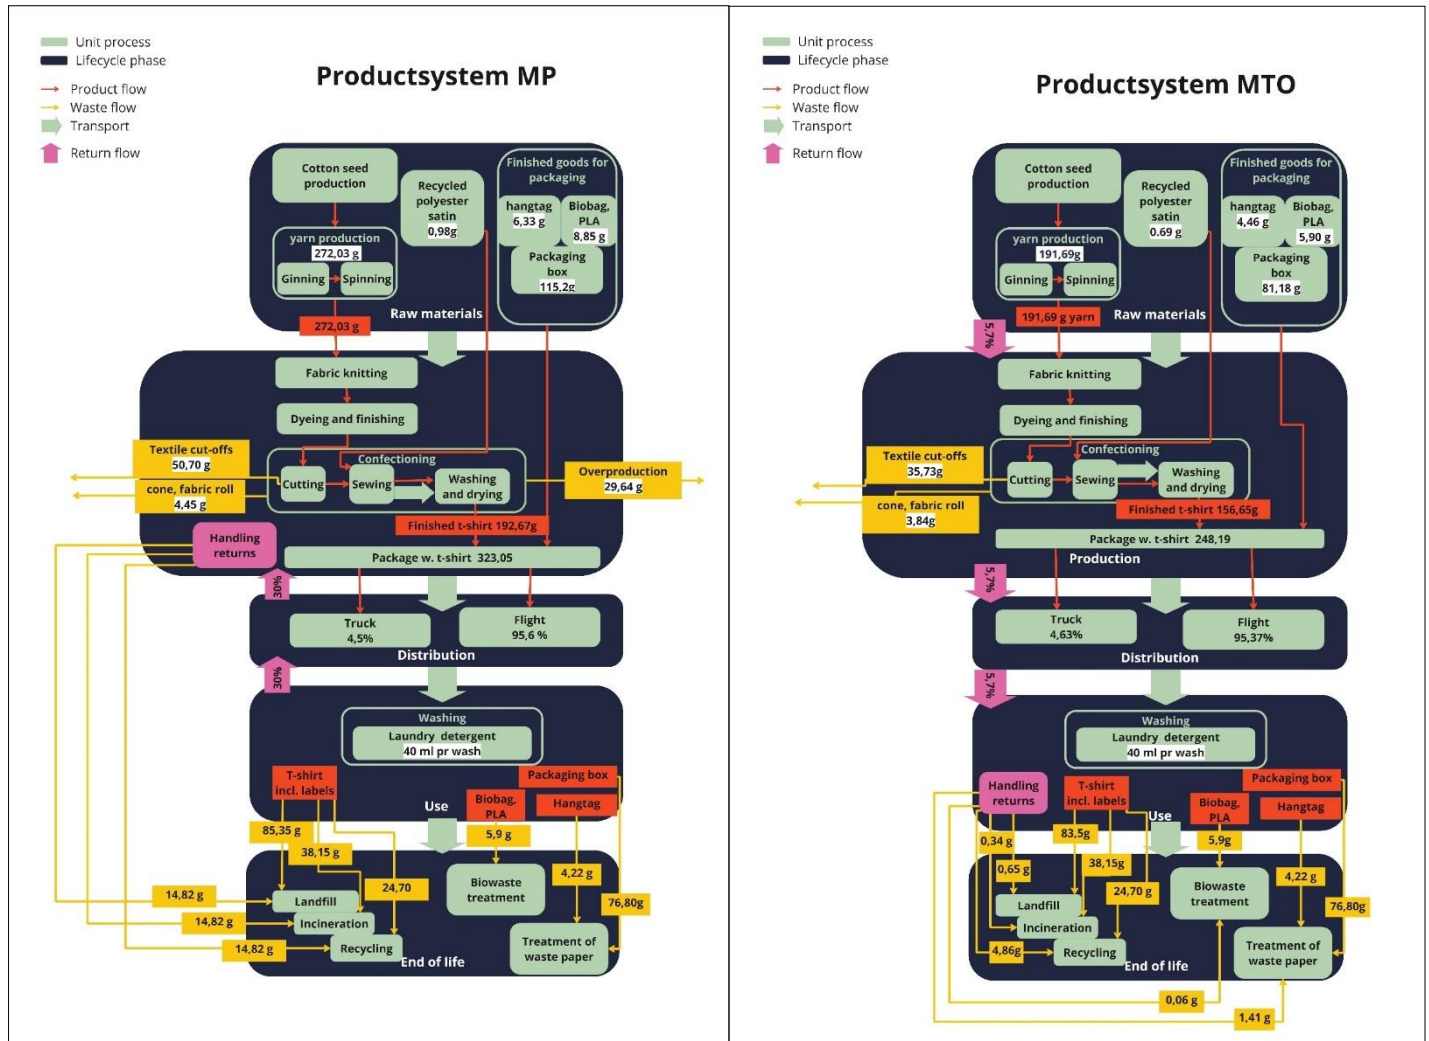 Unit process
Lifecycle phase
Productsystem MP
Product flow
Waste flow
Transport
Return flow
Cotton seed
production
Recycled
polyester
satin
0,98g
Finished goods for
packaging
hangtag
6,33 g
Biobag,
PLA
8,85 g
yarn production
272,03 g
Ginning
Spinning
Packaging
box
115,2g
272,03 g
Raw materials
Fabric knitting
Dyeing and finishing
Textile cut-offs
50,70 g
Confectioning
Overproduction
29,64 g
Cutting
Sewing
Washing
and drying
cone, fabric roll
4,45 g
Finished t-shirt 192,67g
Handling
returns
Package w. t-shirt 323,05
30%
Truck
4,5%
Flight
95,6 %
Distribution
30%
Washing
Laundry detergent
40 ml pr wash
T-shirt
incl. labels
Packaging box
Biobag,
PLA
Hangtag
Use
85,35 g
5,9 g
38,15 g
4,22 g
24,70
14,82 g
Landfill
Biowaste
treatment
76,80g
14,82 g
Incineration
14,82 g
Recycling
Treatment of
waste paper
End of life
Unit process
Lifecycle phase
Productsystem MTO
Product flow
Waste flow
Transport
Return flow
Cotton seed
production
Recycled
polyester
satin
0.69 g
Finished goods for
packaging
hangtag
4,46 g
Biobag,
PLA
5,90 g
yarn production
191,69g
Ginning
Spinning
Packaging
box
81,18 g
191,69 g yarn
Raw materials
5,7%
Fabric knitting
Dyeing and finishing
Textile cut-offs
35,73g
Confectioning
Cutting
Sewing
Washing
and drying
cone, fabric roll
3,84g
Finished t-shirt 156,65g
Package w. t-shirt 248,19
Production
5,7%
Truck
4,63%
Flight
95,37%
Distribution
5,7%
Washing
Laundry detergent
40 ml pr wash
Handling
returns
T-shirt
incl. labels
Packaging box
Biobag,
PLA
Hangtag
Use
0,34 g
83,5g
5,9g
0,65 g
38,15g
4,22 g
24,70 g
Landfill
Biowaste
treatment
76,80g
Incineration
4,86g
Recycling
Treatment of
waste paper
End of life
0,06 g
1,41 g